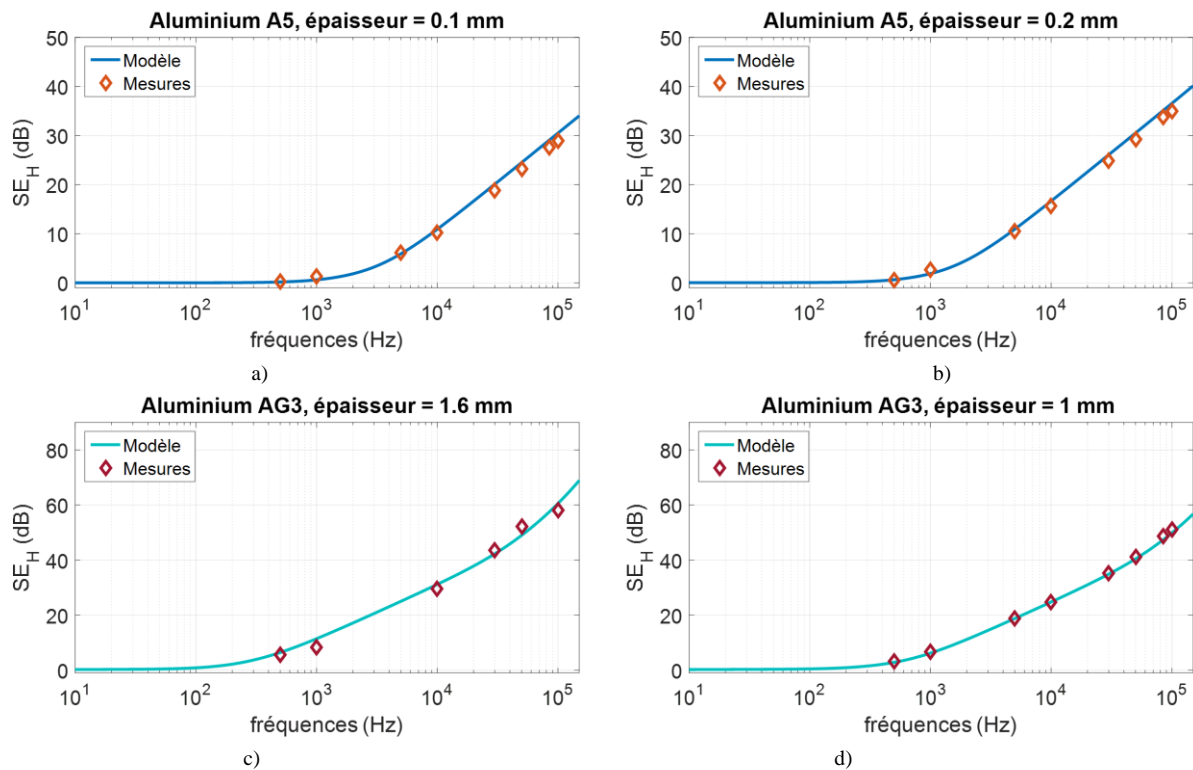 Aluminium A5, épaisseur = 0.1 mm
50
40
30
20
10
0
SE_H (dB)
Modèle
Mesures
10^1
10^2
10^3
10^4
10^5
fréquences (Hz)
a)
Aluminium A5, épaisseur = 0.2 mm
50
40
30
20
10
0
SE_H (dB)
Modèle
Mesures
10^1
10^2
10^3
10^4
10^5
fréquences (Hz)
b)
Aluminium AG3, épaisseur = 1.6 mm
80
60
40
20
0
SE_H (dB)
Modèle
Mesures
10^1
10^2
10^3
10^4
10^5
fréquences (Hz)
c)
Aluminium AG3, épaisseur = 1 mm
80
60
40
20
0
SE_H (dB)
Modèle
Mesures
10^1
10^2
10^3
10^4
10^5
fréquences (Hz)
d)